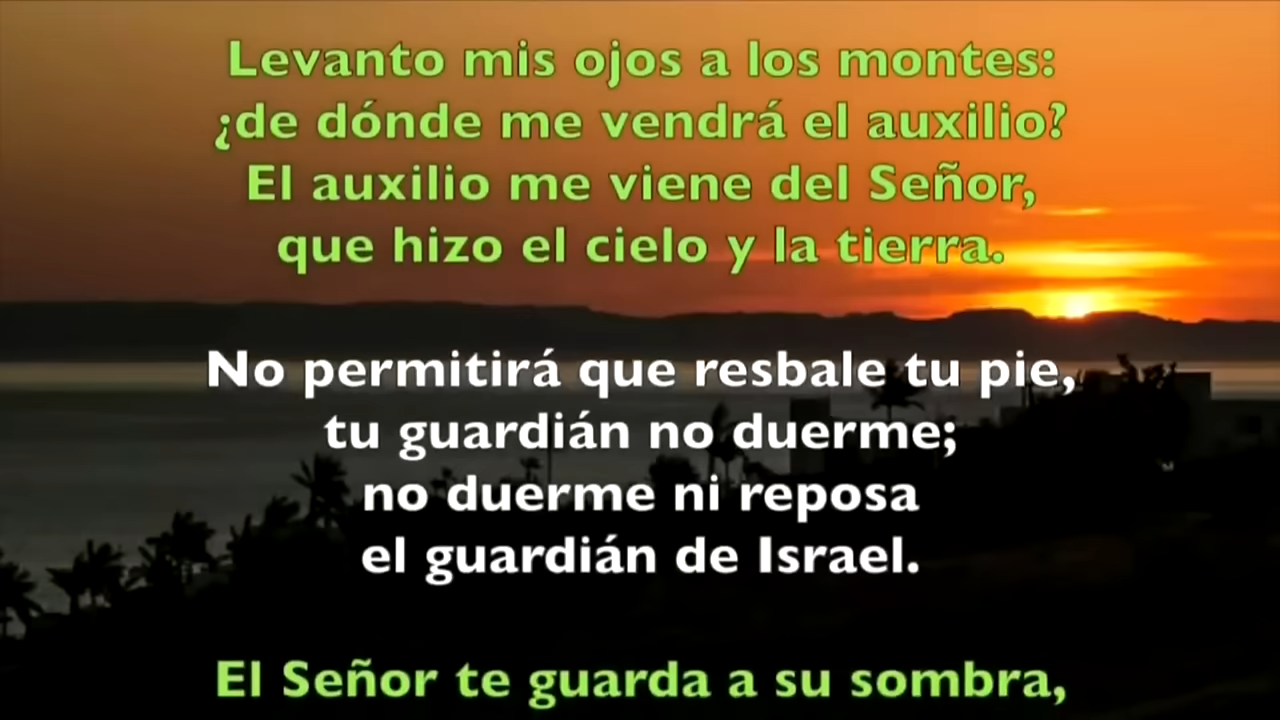 Levanto mis ojos a los montes:
¿de dónde me vendrá el auxilio?
El auxilio me viene del Señor,
que hizo el cielo y la tierra.
No permitirá que resbale tu pie,
tu guardián no duerme;
no duerme ni reposa
el guardián de Israel.
El Señor te guarda a su sombra,